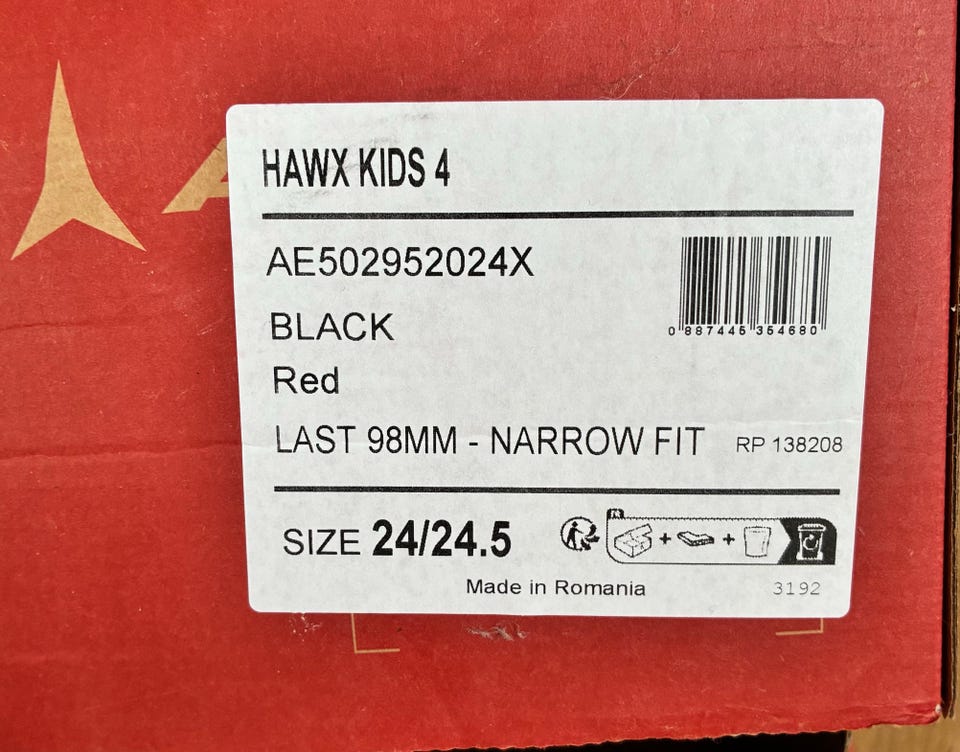 HAWX KIDS 4
AE502952024X
0 887445 354680
BLACK
Red
LAST 98MM - NARROW FIT RP 138208
SIZE 24/24.5
FR
Made in Romania 3192